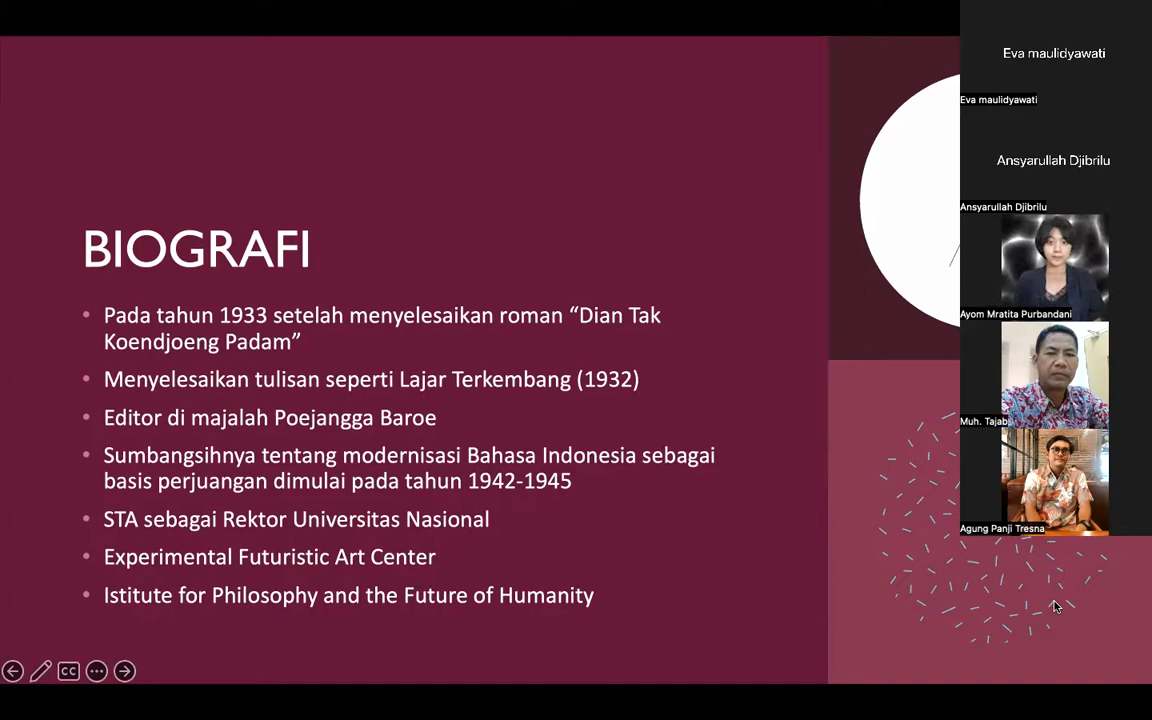 BIOGRAFI
Pada tahun 1933 setelah menyelesaikan roman “Dian Tak
Koendjoeng Padam”
Menyelesaikan tulisan seperti Lajar Terkembang (1932)
Editor di majalah Poejangga Baroe
Sumbangsihnya tentang modernisasi Bahasa Indonesia sebagai
basis perjuangan dimulai pada tahun 1942-1945
STA sebagai Rektor Universitas Nasional
Experimental Futuristic Art Center
Istitute for Philosophy and the Future of Humanity
CC
Eva maulidyawati
Eva maulidyawati
Ansyarullah Djibrilu
Ansyarullah Djibrilu
Ayom Mratita Purbandani
Muh. Tajab
Agung Panji Tresna